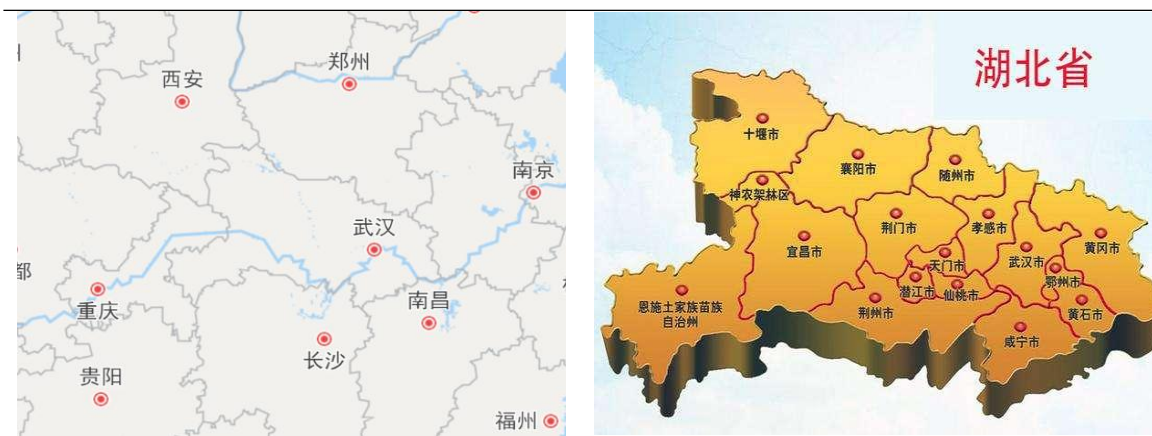 西安
郑州
南京
武汉
都
重庆
南昌
长沙
贵阳
福州
湖北省
十堰市
襄阳市
随州市
神农架林区
荆门市
孝感市
宜昌市
武汉市
黄冈市
天门市
鄂州市
潜江市
仙桃市
恩施土家族苗族
自治州
荆州市
黄石市
咸宁市